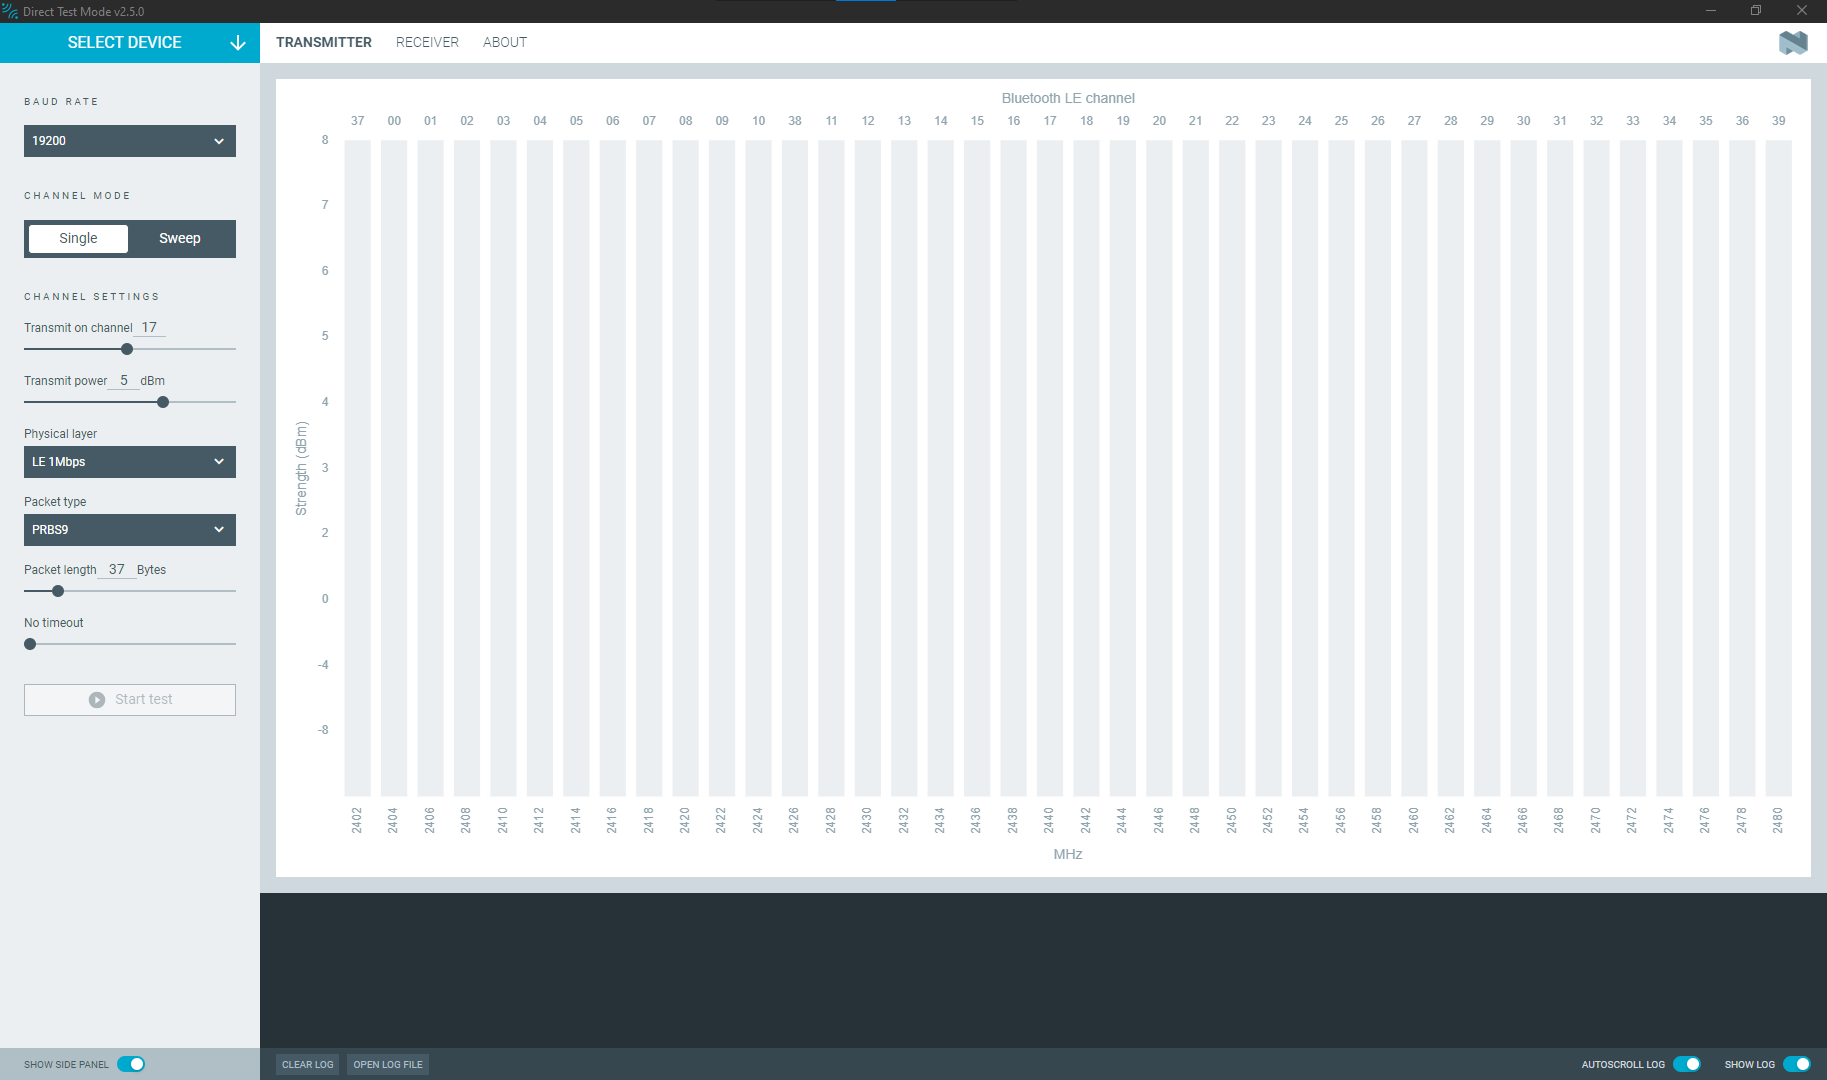 Direct Test Mode v2.5.0
SELECT DEVICE
TRANSMITTER RECEIVER ABOUT
BAUD RATE
19200
CHANNEL MODE
Single Sweep
CHANNEL SETTINGS
Transmit on channel 17
Transmit power 5 dBm
Physical layer
LE 1Mbps
Packet type
PRBS9
Packet length 37 Bytes
No timeout
Start test
Bluetooth LE channel
37 00 01 02 03 04 05 06 07 08 09 10 38 11 12 13 14 15 16 17 18 19 20 21 22 23 24 25 26 27 28 29 30 31 32 33 34 35 36 39
8
7
6
5
4
3
2
0
-4
-8
Strength (dBm)
2402 2404 2406 2408 2410 2412 2414 2416 2418 2420 2422 2424 2426 2428 2430 2432 2434 2436 2438 2440 2442 2444 2446 2448 2450 2452 2454 2456 2458 2460 2462 2464 2466 2468 2470 2472 2474 2476 2478 2480
MHz
SHOW SIDE PANEL
CLEAR LOG OPEN LOG FILE
AUTOSCROLL LOG SHOW LOG